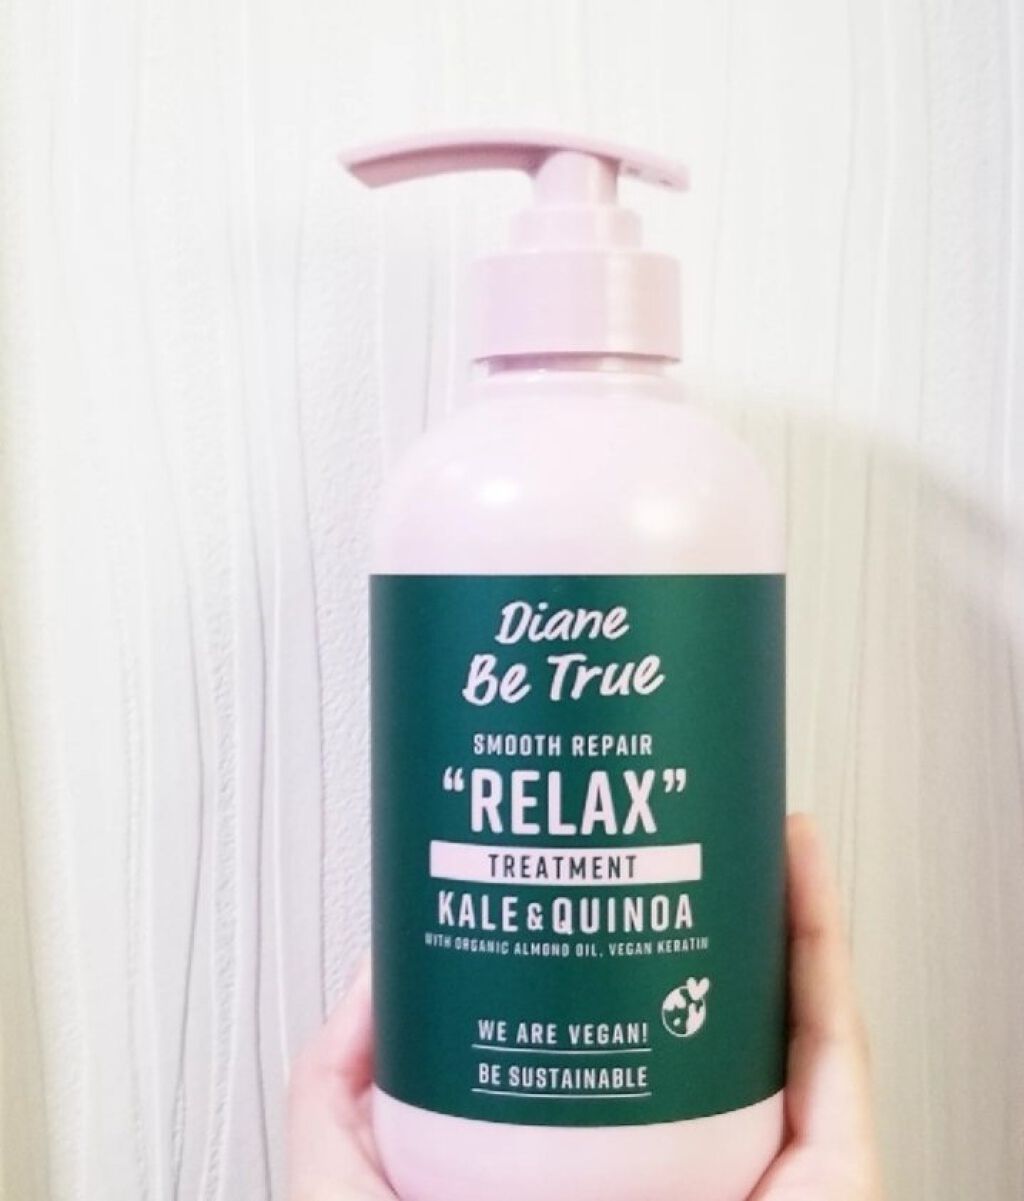 Diane
Be True
SMOOTH REPAIR
“RELAX”
TREATMENT
KALE & QUINOA
WITH ORGANIC ALMOND OIL, VEGAN KERATIN
WE ARE VEGAN!
BE SUSTAINABLE